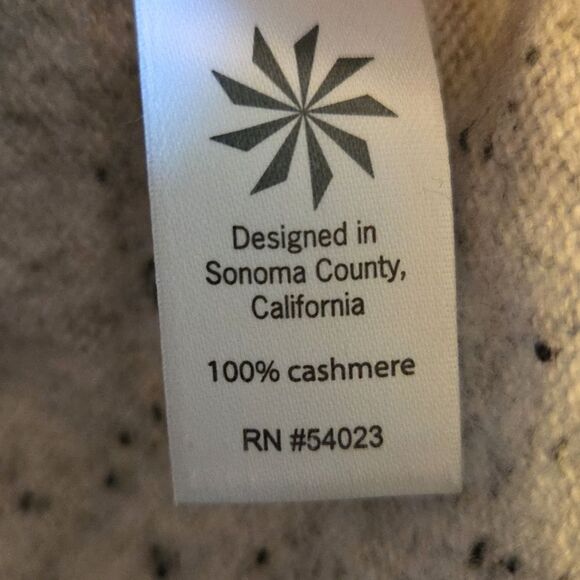 Designed in
Sonoma County,
California
100% cashmere
RN #54023